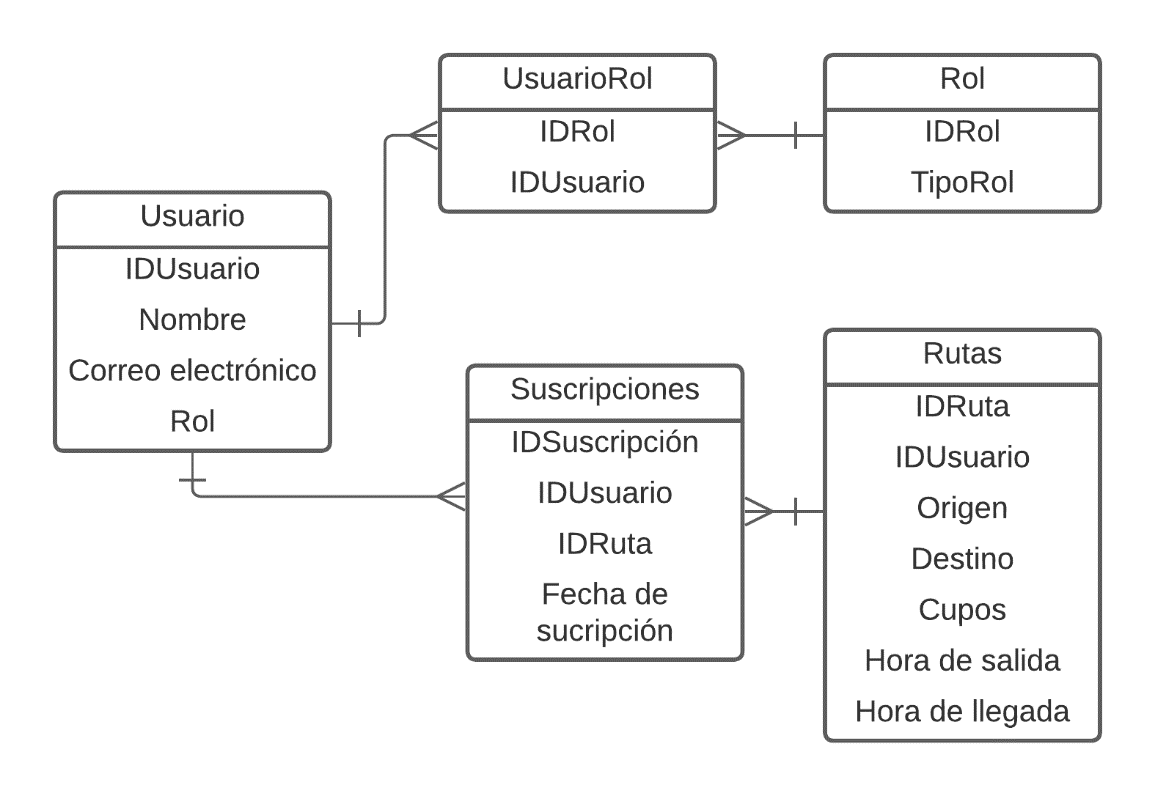 UsuarioRol
IDRol
IDUsuario
Rol
IDRol
TipoRol
Usuario
IDUsuario
Nombre
Correo electrónico
Rol
Suscripciones
IDSuscripción
IDUsuario
IDRuta
Fecha de
sucripción
Rutas
IDRuta
IDUsuario
Origen
Destino
Cupos
Hora de salida
Hora de llegada